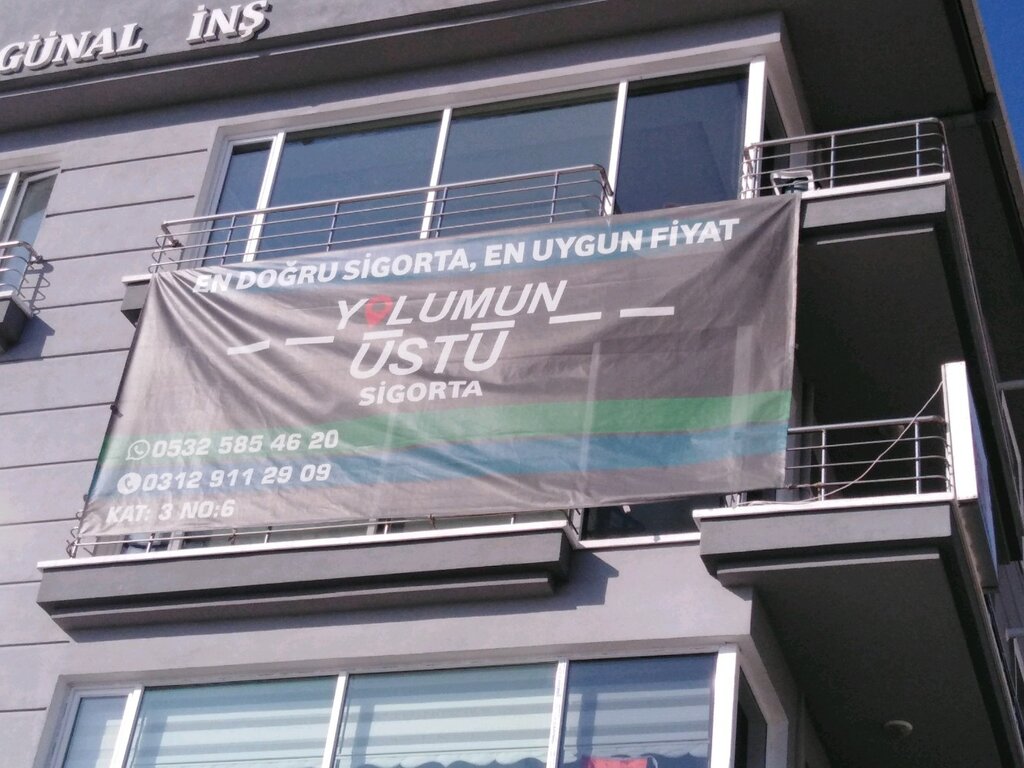 GÜNAL İNŞ
EN DOĞRU SİGORTA, EN UYGUN FİYAT
YOLUMUN
ÜSTÜ
SİGORTA
0532 585 46 20
0312 911 29 09
KAT: 3 NO:6